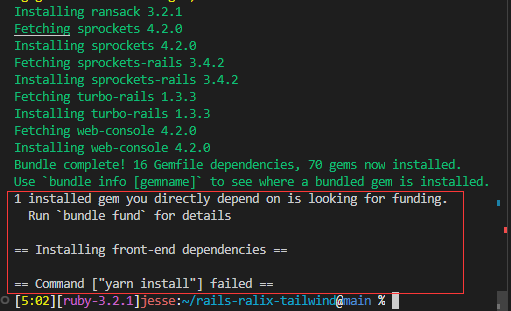 Installing ransack 3.2.1
Fetching sprockets 4.2.0
Installing sprockets 4.2.0
Fetching sprockets-rails 3.4.2
Installing sprockets-rails 3.4.2
Fetching turbo-rails 1.3.3
Installing turbo-rails 1.3.3
Fetching web-console 4.2.0
Installing web-console 4.2.0
Bundle complete! 16 Gemfile dependencies, 70 gems now installed.
Use `bundle info [gemname]` to see where a bundled gem is installed.
1 installed gem you directly depend on is looking for funding.
  Run `bundle fund` for details
== Installing front-end dependencies ==
== Command ["yarn install"] failed ==
[5:02][ruby-3.2.1]jesse:~/rails-ralix-tailwind@main %